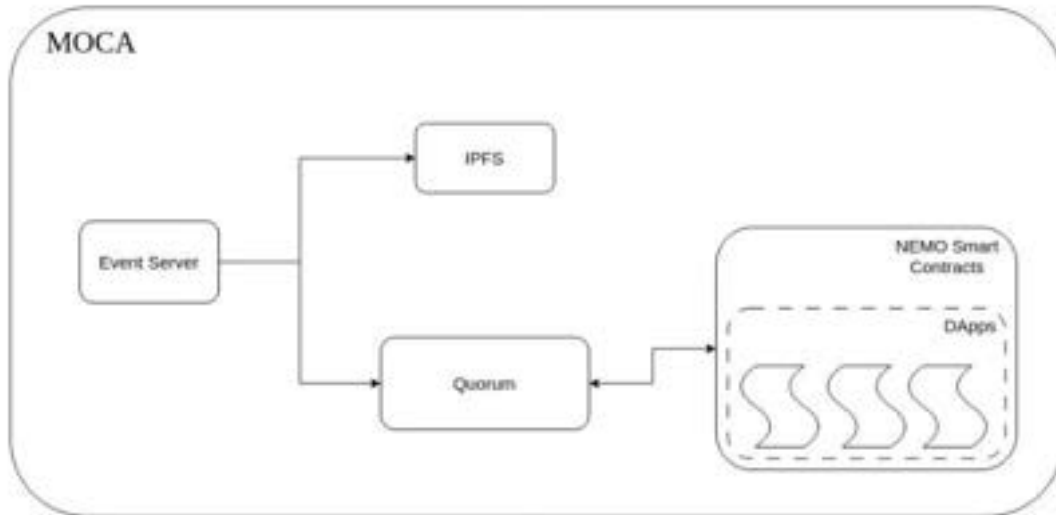 MOCA
IPFS
Event Server
NEMO Smart
Contracts
DApps
Quorum